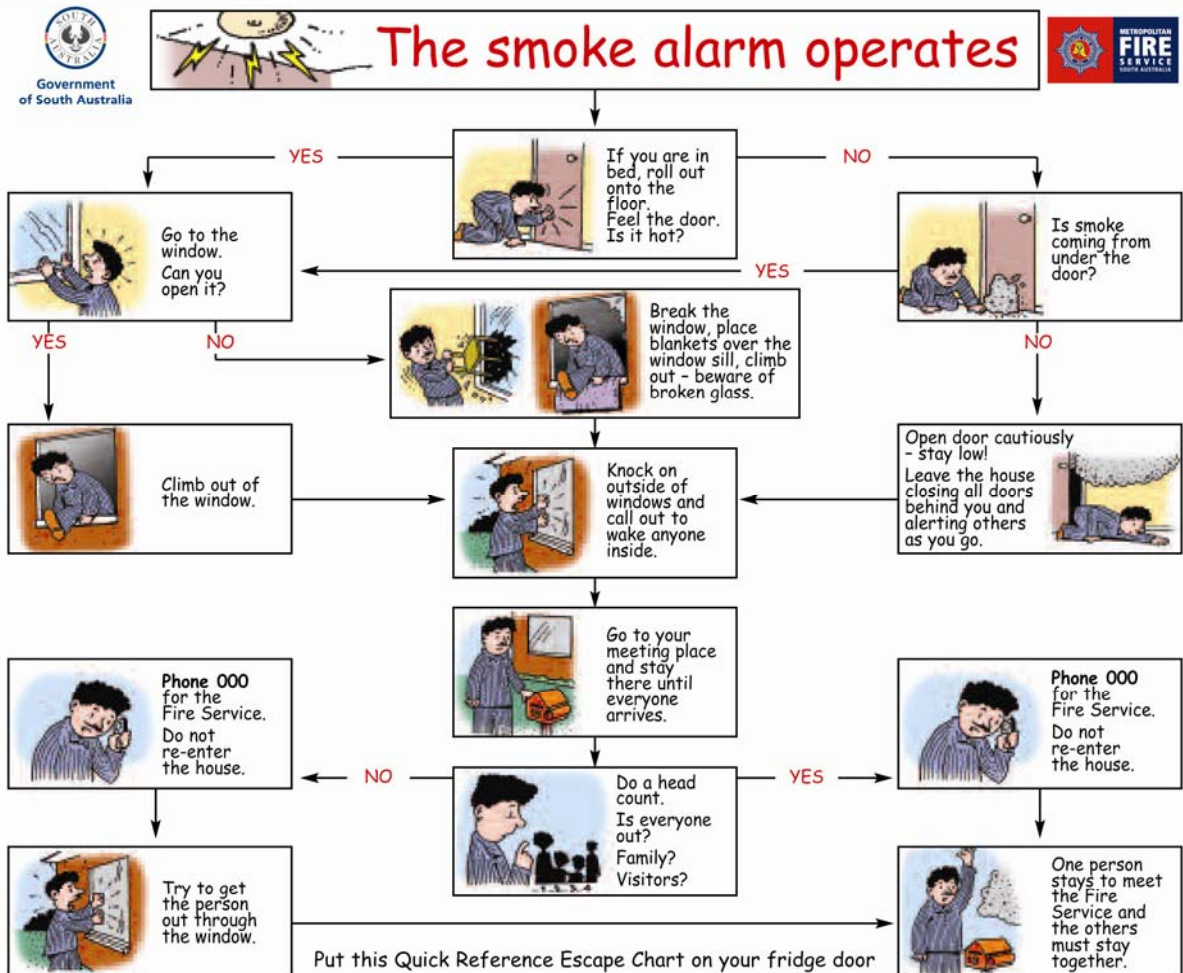 SOUTH
AUSTRALIA
Government
of South Australia
The smoke alarm operates
METROPOLITAN
FIRE
SERVICE
SOUTH AUSTRALIA
YES
If you are in
bed, roll out
onto the
floor.
Feel the door.
Is it hot?
NO
Go to the
window.
Can you
open it?
YES
Is smoke
coming from
under the
door?
YES
NO
Break the
window, place
blankets over the
window sill, climb
out – beware of
broken glass.
NO
Climb out of
the window.
Knock on
outside of
windows and
call out to
wake anyone
inside.
Open door cautiously
– stay low!
Leave the house
closing all doors
behind you and
alerting others
as you go.
Go to your
meeting place
and stay
there until
everyone
arrives.
Phone 000
for the
Fire Service.
Do not
re-enter
the house.
NO
Do a head
count.
Is everyone
out?
Family?
Visitors?
1 2 3 4
YES
Phone 000
for the
Fire Service.
Do not
re-enter
the house.
Try to get
the person
out through
the window.
One person
stays to meet
the Fire
Service and
the others
must stay
together.
Put this Quick Reference Escape Chart on your fridge door